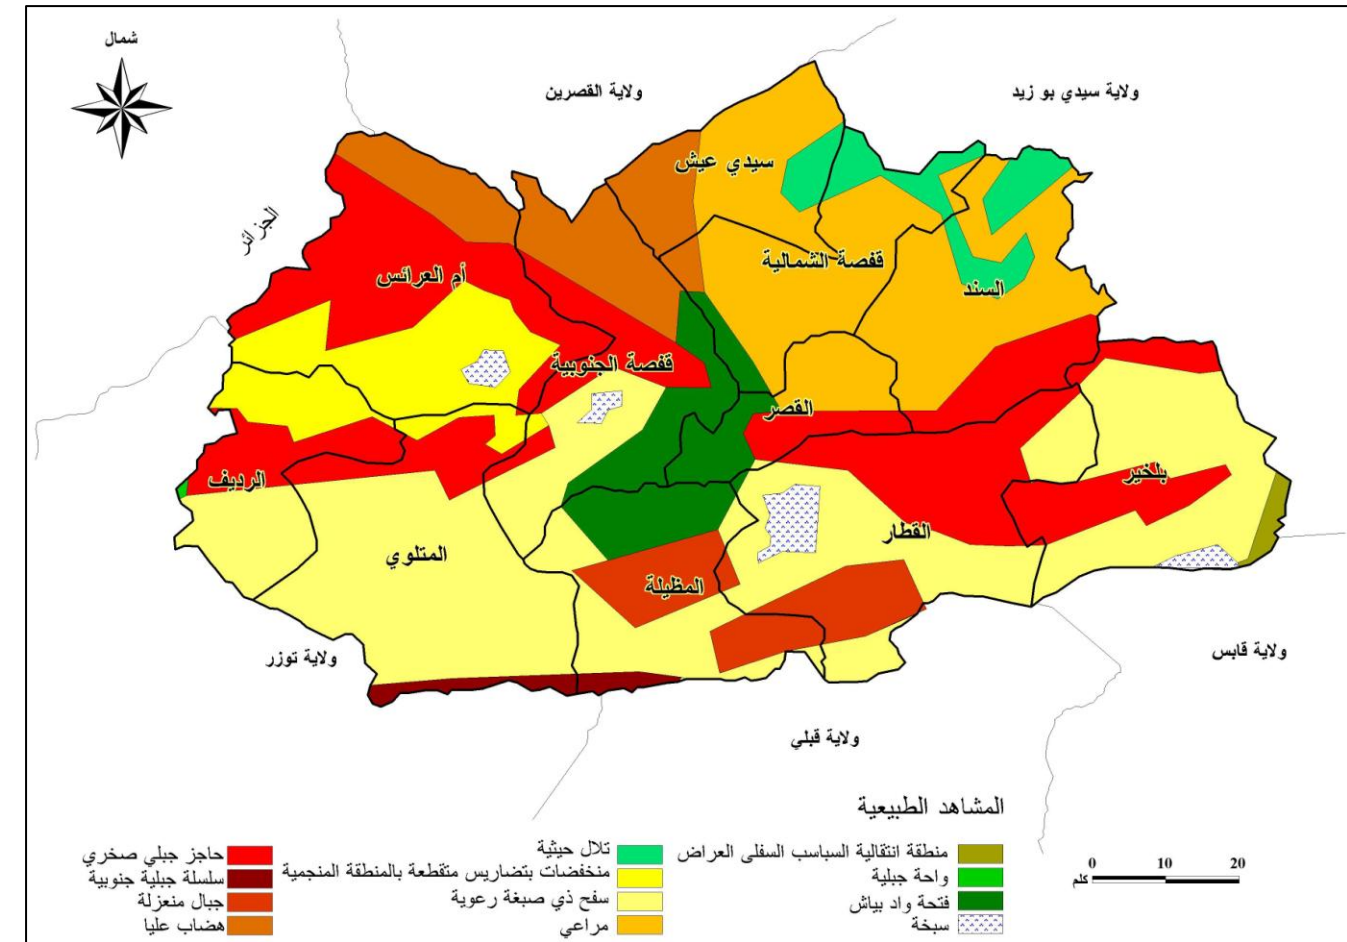 شمال
ولاية القصرين
ولاية سيدي بو زيد
سيدي عيش
الجزائر
قفصة الشمالية
أم العرائس
السند
قفصة الجنوبية
القصر
بلخير
الرديف
القطار
المتلوي
المظيلة
ولاية توزر
ولاية قابس
ولاية قبلي
المشاهد الطبيعية
منطقة انتقالية السباسب السفلى العراض
واحة جبلية
فتحة واد بياش
سبخة
تلال حيثية
منخفضات بتضاريس متقطعة بالمنطقة المنجمية
سفح ذي صبغة رعوية
مراعي
حاجز جبلي صخري
سلسلة جبلية جنوبية
جبال منعزلة
هضاب عليا
0 10 20
كلم